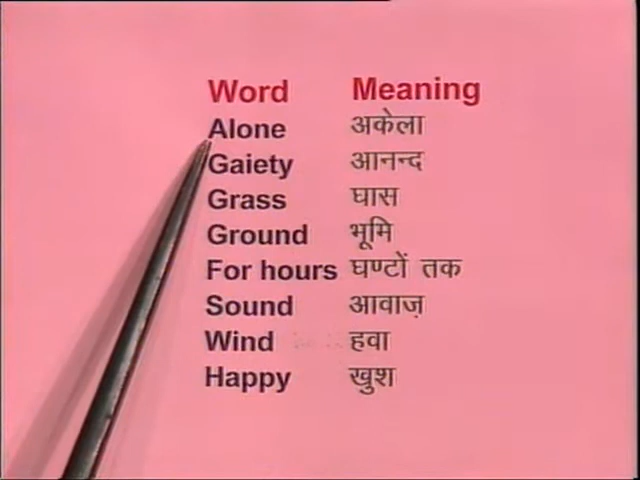 Word Meaning
Alone अकेला
Gaiety आनन्द
Grass घास
Ground भूमि
For hours घण्टों तक
Sound आवाज़
Wind हवा
Happy खुश